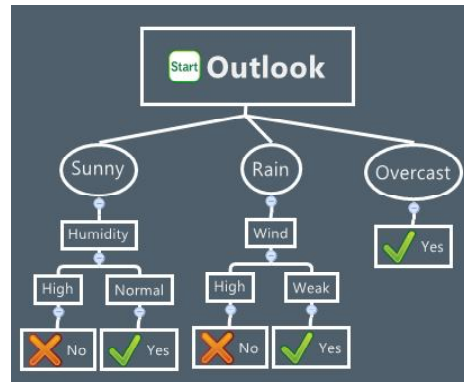 Start Outlook
Sunny Rain Overcast
Humidity Wind Yes
High Normal High Weak
No Yes No Yes